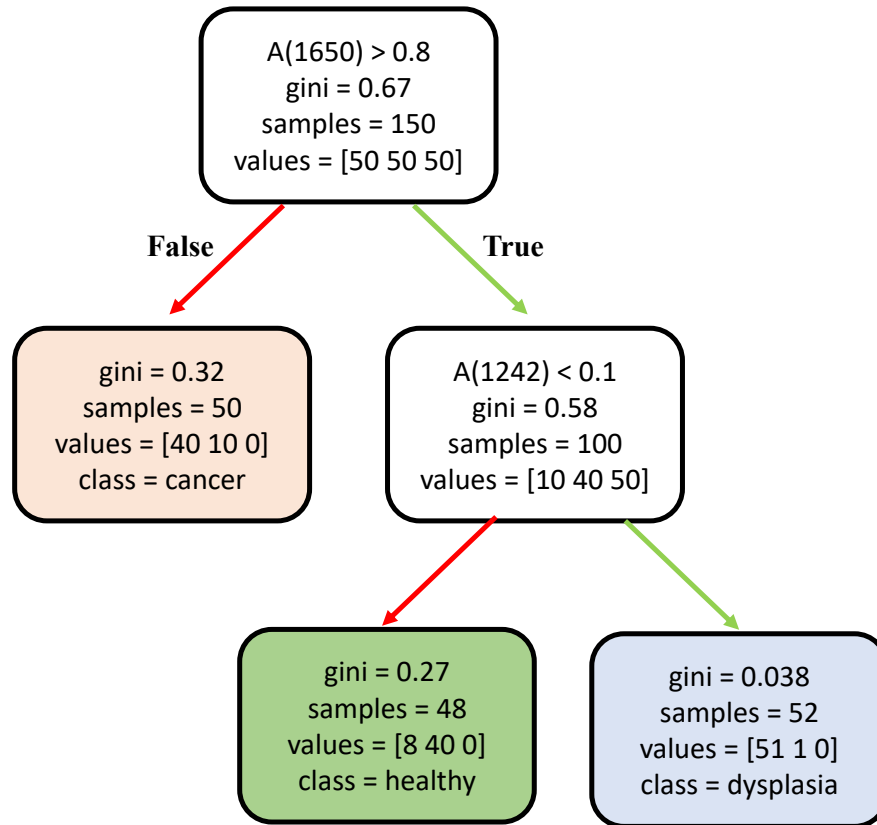 A(1650) > 0.8
gini = 0.67
samples = 150
values = [50 50 50]
False
True
gini = 0.32
samples = 50
values = [40 10 0]
class = cancer
A(1242) < 0.1
gini = 0.58
samples = 100
values = [10 40 50]
gini = 0.27
samples = 48
values = [8 40 0]
class = healthy
gini = 0.038
samples = 52
values = [51 1 0]
class = dysplasia